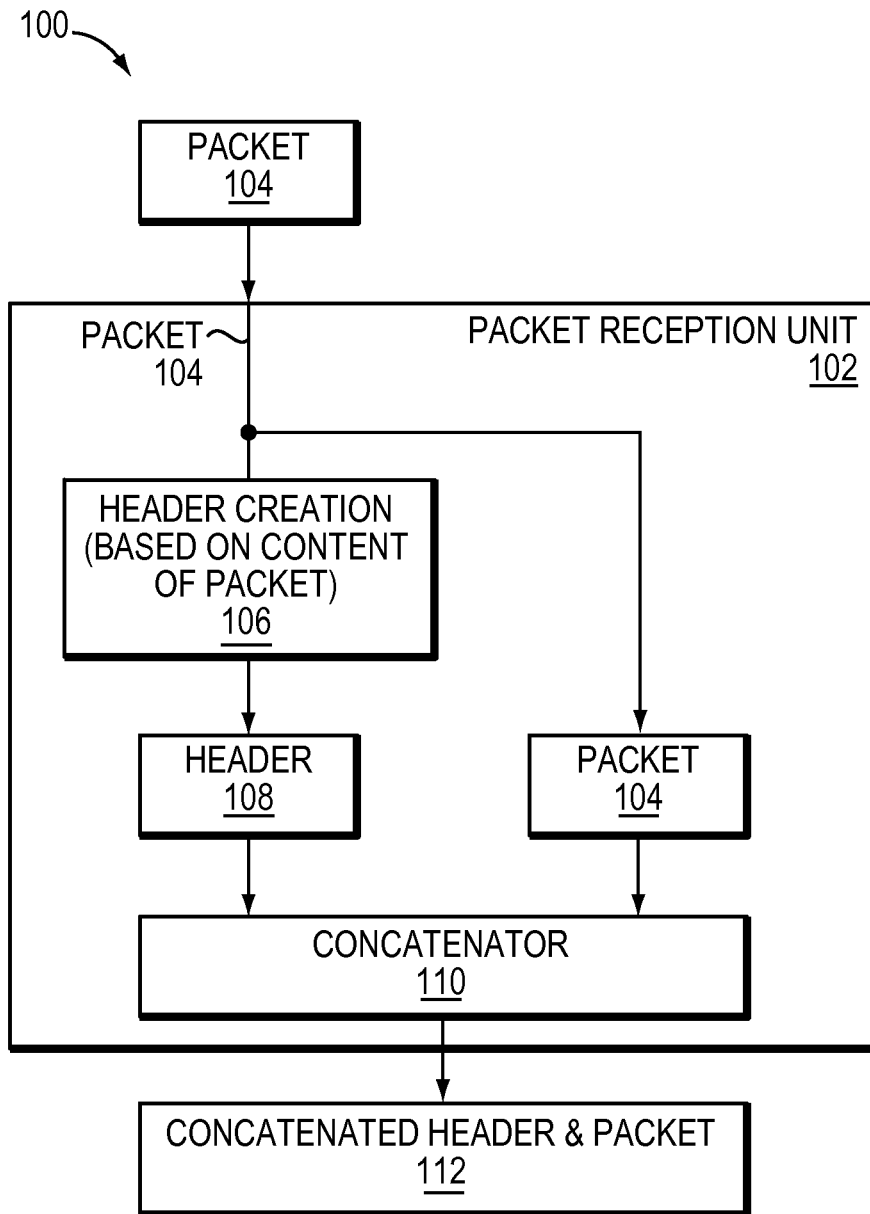 100
PACKET
104
PACKET
104
PACKET RECEPTION UNIT
102
HEADER CREATION
(BASED ON CONTENT
OF PACKET)
106
HEADER
108
PACKET
104
CONCATENATOR
110
CONCATENATED HEADER & PACKET
112